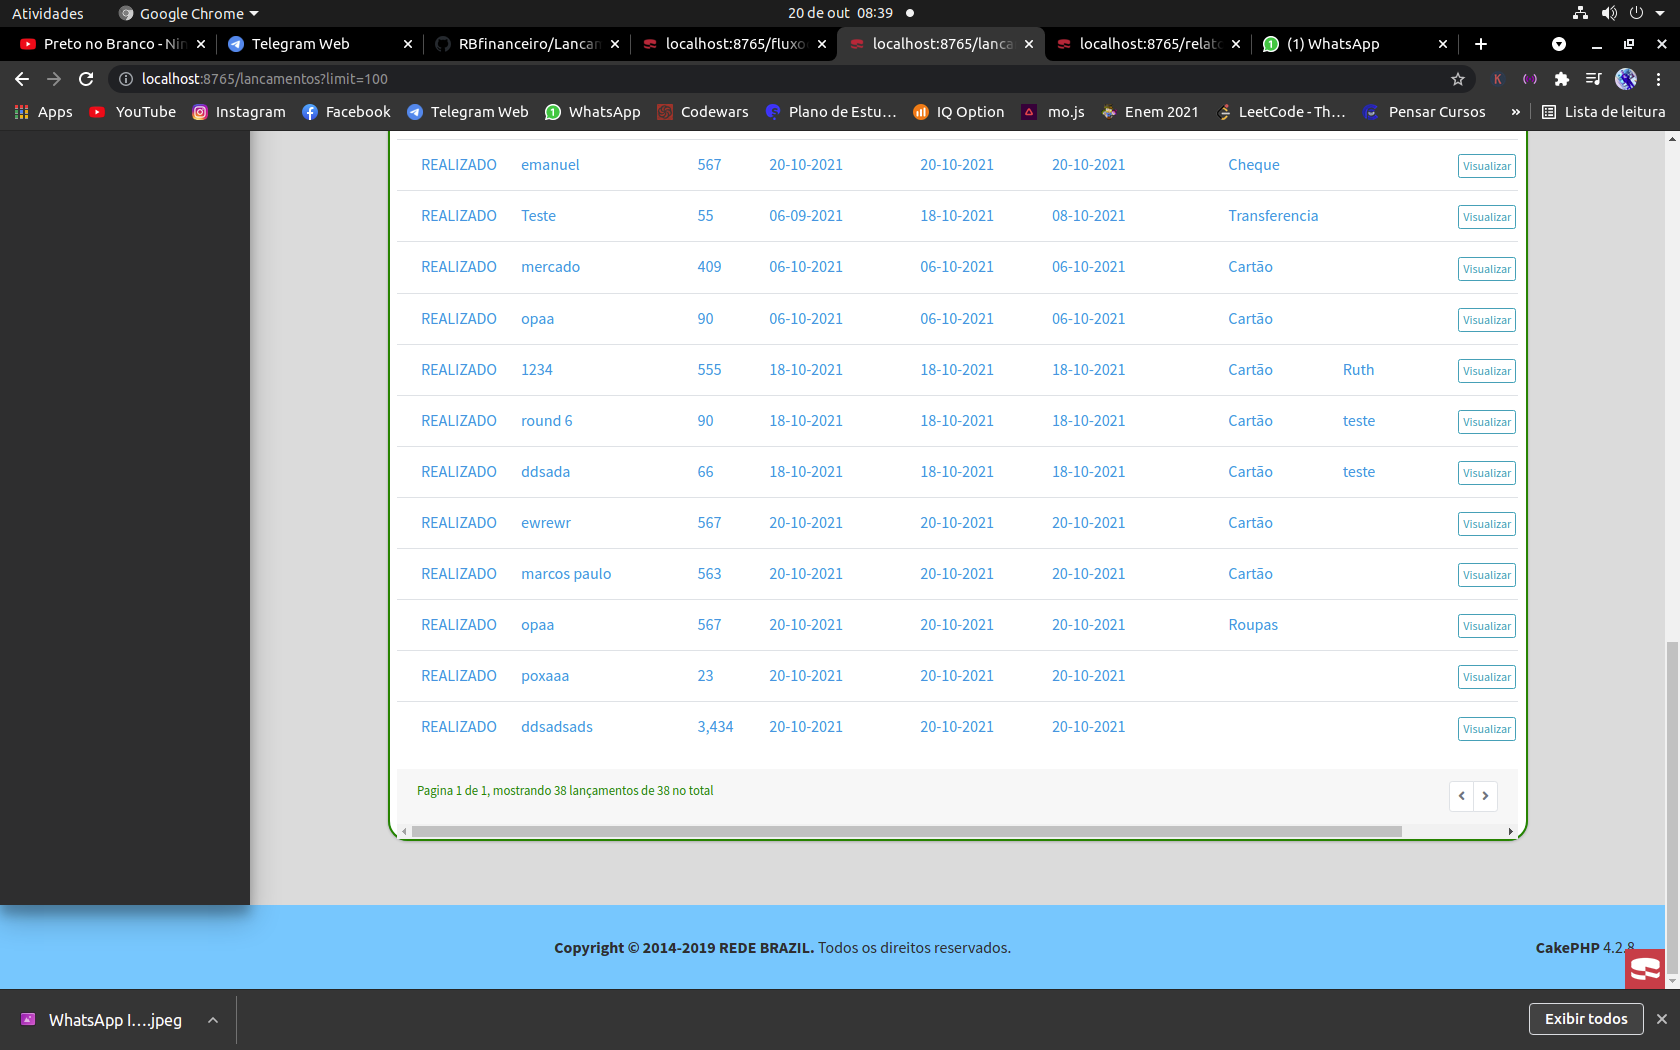 Atividades Google Chrome 20 de out 08:39
Preto no Branco - Nin Telegram Web RBfinanceiro/Lancam localhost:8765/fluxo localhost:8765/lanca localhost:8765/relato (1) WhatsApp
localhost:8765/lancamentos?limit=100
Apps YouTube Instagram Facebook Telegram Web WhatsApp Codewars Plano de Estu… IQ Option mo.js Enem 2021 LeetCode - Th… Pensar Cursos » Lista de leitura
REALIZADO emanuel 567 20-10-2021 20-10-2021 20-10-2021 Cheque Visualizar
REALIZADO Teste 55 06-09-2021 18-10-2021 08-10-2021 Transferencia Visualizar
REALIZADO mercado 409 06-10-2021 06-10-2021 06-10-2021 Cartão Visualizar
REALIZADO opaa 90 06-10-2021 06-10-2021 06-10-2021 Cartão Visualizar
REALIZADO 1234 555 18-10-2021 18-10-2021 18-10-2021 Cartão Ruth Visualizar
REALIZADO round 6 90 18-10-2021 18-10-2021 18-10-2021 Cartão teste Visualizar
REALIZADO ddsada 66 18-10-2021 18-10-2021 18-10-2021 Cartão teste Visualizar
REALIZADO ewrewr 567 20-10-2021 20-10-2021 20-10-2021 Cartão Visualizar
REALIZADO marcos paulo 563 20-10-2021 20-10-2021 20-10-2021 Cartão Visualizar
REALIZADO opaa 567 20-10-2021 20-10-2021 20-10-2021 Roupas Visualizar
REALIZADO poxaaa 23 20-10-2021 20-10-2021 20-10-2021 Visualizar
REALIZADO ddsadsads 3,434 20-10-2021 20-10-2021 20-10-2021 Visualizar
Pagina 1 de 1, mostrando 38 lançamentos de 38 no total
Copyright © 2014-2019 REDE BRAZIL. Todos os direitos reservados. CakePHP 4.2.8
WhatsApp I....jpeg Exibir todos